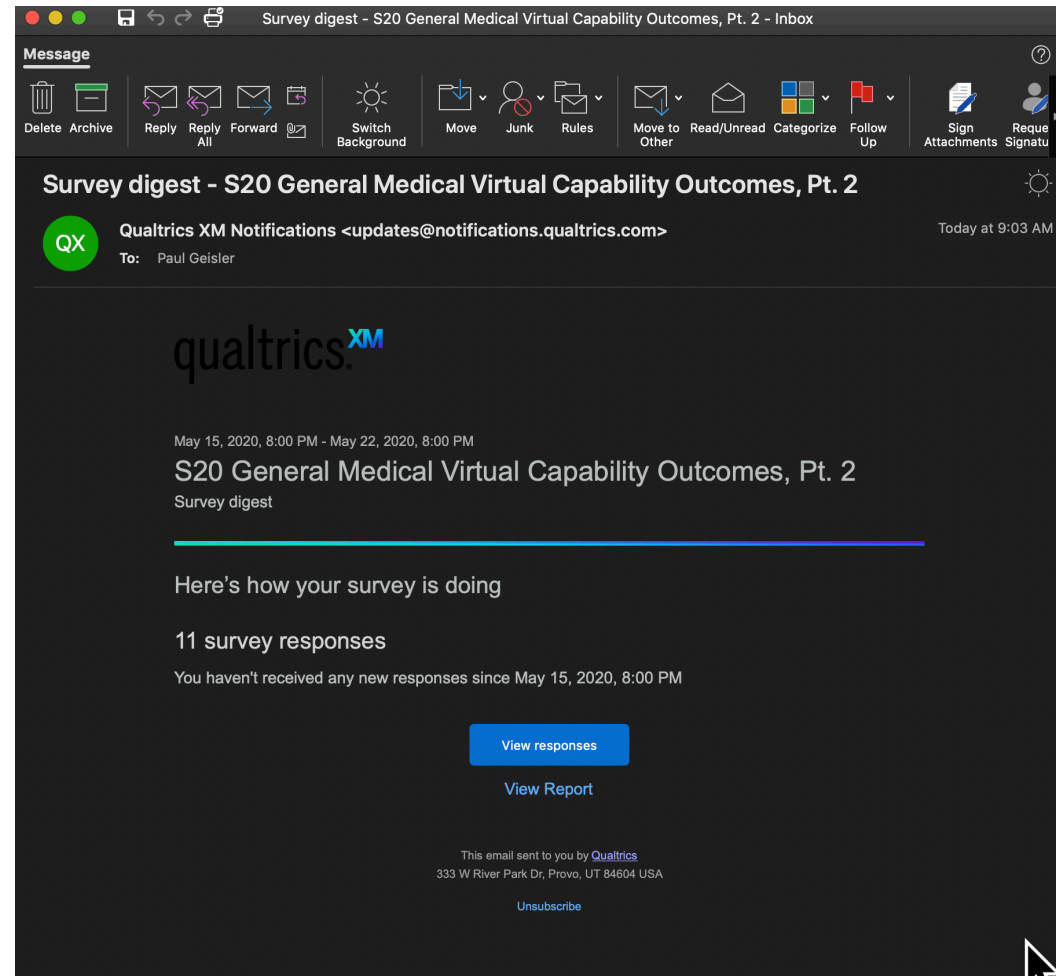 Survey digest - S20 General Medical Virtual Capability Outcomes, Pt. 2 - Inbox
Message
Delete Archive Reply Reply All Forward Switch Background Move Junk Rules Move to Other Read/Unread Categorize Follow Up Sign Attachments Reque Signatu
Survey digest - S20 General Medical Virtual Capability Outcomes, Pt. 2
QX
Qualtrics XM Notifications <updates@notifications.qualtrics.com>
Today at 9:03 AM
To: Paul Geisler
qualtrics.XM
May 15, 2020, 8:00 PM - May 22, 2020, 8:00 PM
S20 General Medical Virtual Capability Outcomes, Pt. 2
Survey digest
Here's how your survey is doing
11 survey responses
You haven't received any new responses since May 15, 2020, 8:00 PM
View responses
View Report
This email sent to you by Qualtrics
333 W River Park Dr, Provo, UT 84604 USA
Unsubscribe